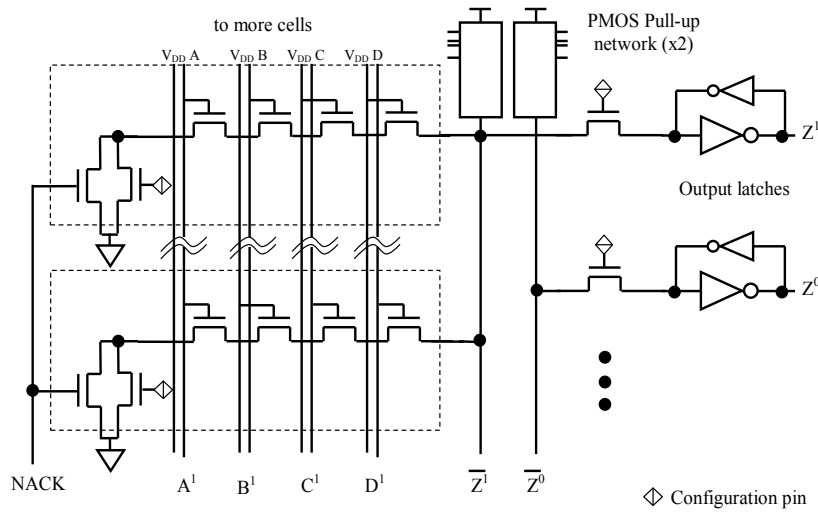 to more cells
PMOS Pull-up
network (x2)
V_DD A V_DD B V_DD C V_DD D
Z¹
Output latches
Z⁰
NACK A¹ B¹ C¹ D¹ Z̅¹ Z̅⁰
Configuration pin